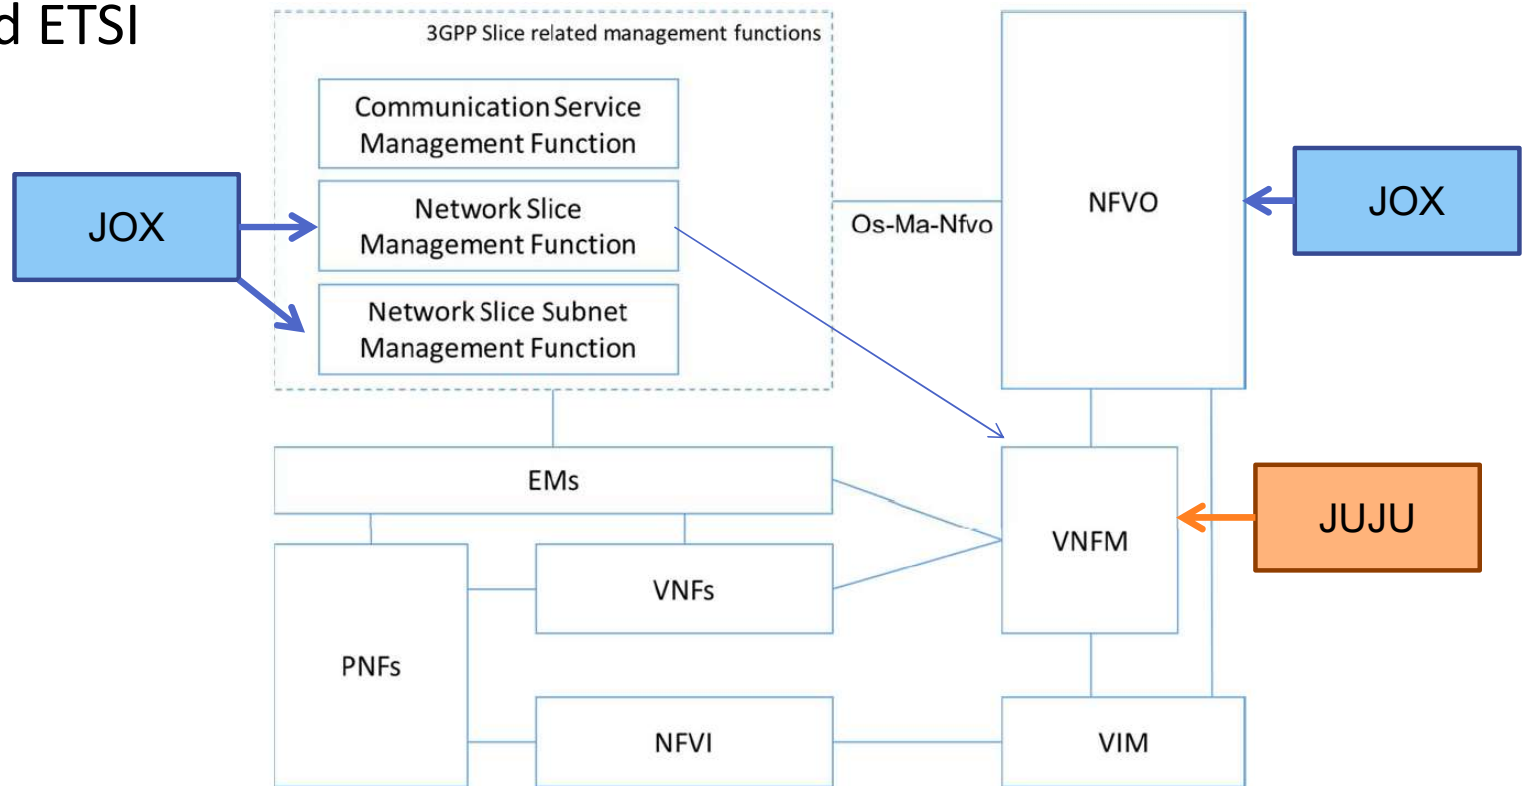 d ETSI
3GPP Slice related management functions
Communication Service
Management Function
Network Slice
Management Function
Network Slice Subnet
Management Function
JOX
Os-Ma-Nfvo
NFVO
JOX
EMs
VNFM
JUJU
VNFs
PNFs
NFVI
VIM